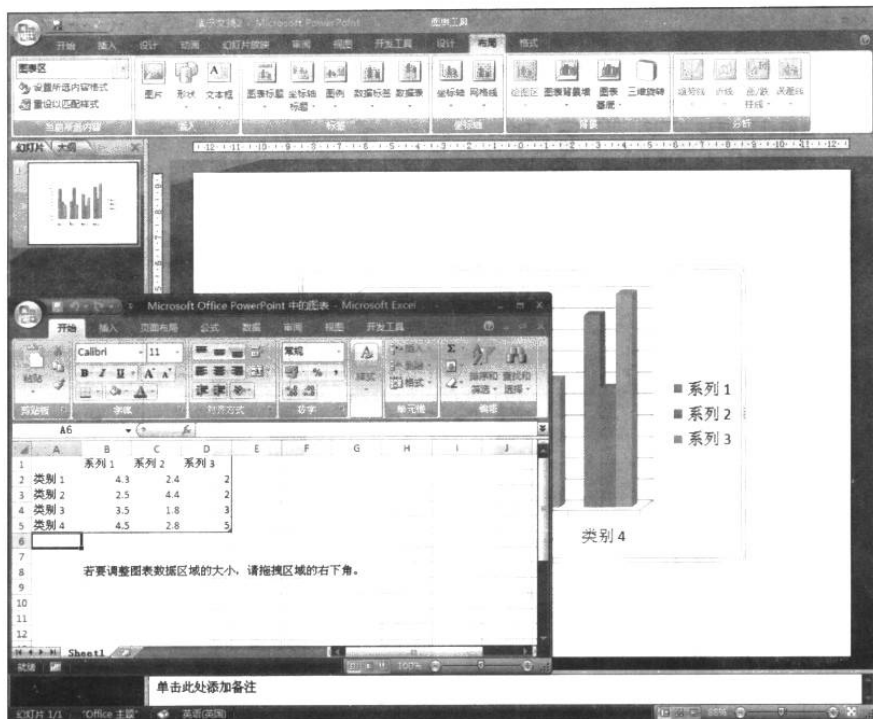 演示文稿2 - Microsoft PowerPoint 图表工具
开始 插入 设计 动画 幻灯片放映 审阅 视图 开发工具 设计 布局 格式
图表区
设置所选内容格式
重设以匹配样式
当前所选内容
图片 形状 文本框
插入
图表标题 坐标轴标题 图例 数据标签 数据表
标签
坐标轴 网格线
坐标轴
绘图区 图表背景墙 图表基底 三维旋转
背景
趋势线 折线 涨/跌柱线 误差线
分析
幻灯片 大纲
1
Microsoft Office PowerPoint 中的图表 - Microsoft Excel
开始 插入 页面布局 公式 数据 审阅 视图 开发工具
粘贴
剪贴板
Calibri 11
B I U A A
字体
对齐方式
常规
% ,
数字
样式
插入
删除
格式
单元格
Σ
排序和筛选 查找和选择
编辑
A6 fx
A B C D E F G H I J
1 系列 1 系列 2 系列 3
2 类别 1 4.3 2.4 2
3 类别 2 2.5 4.4 2
4 类别 3 3.5 1.8 3
5 类别 4 4.5 2.8 5
6
7
8 若要调整图表数据区域的大小，请拖拽区域的右下角。
9
10
11
12
Sheet1
就绪 100%
系列 1
系列 2
系列 3
类别 4
单击此处添加备注
幻灯片 1/1 "Office 主题" 英语(英国)